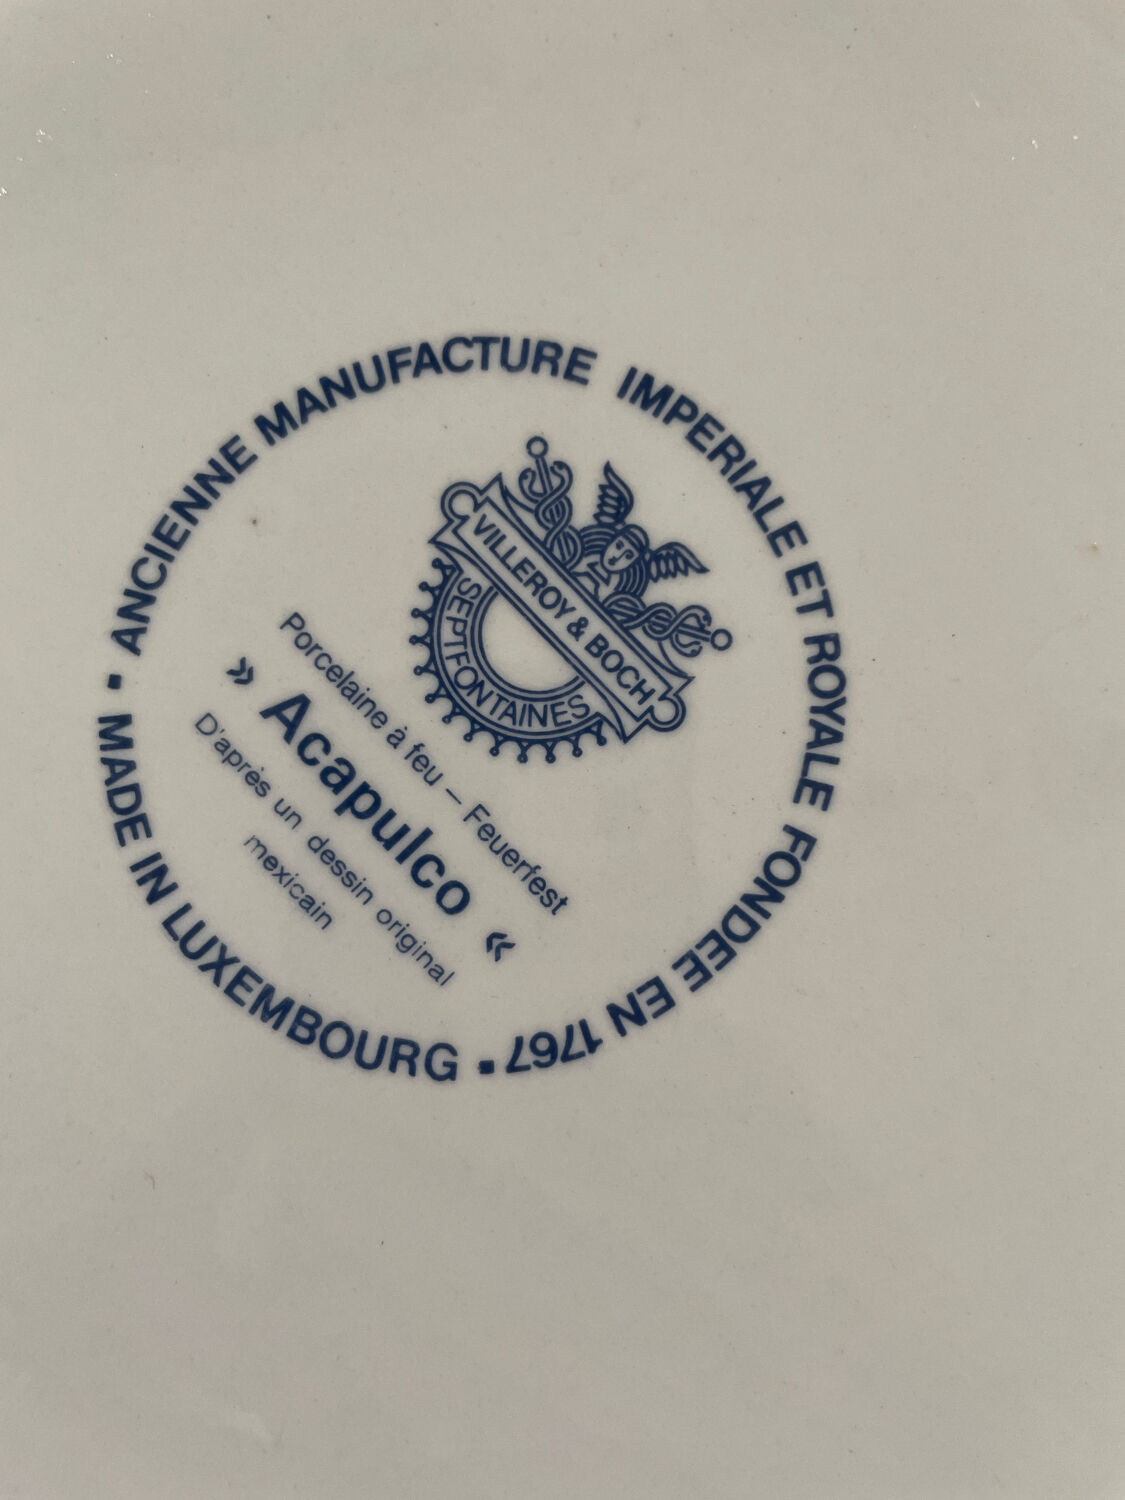 ANCIENNE MANUFACTURE IMPERIALE ET ROYALE FONDEE EN 1767 ▪
MADE IN LUXEMBOURG ▪
VILLEROY & BOCH
SEPTFONTAINES
Porcelaine à feu – Feuerfest
» Acapulco «
D'après un dessin original
mexicain